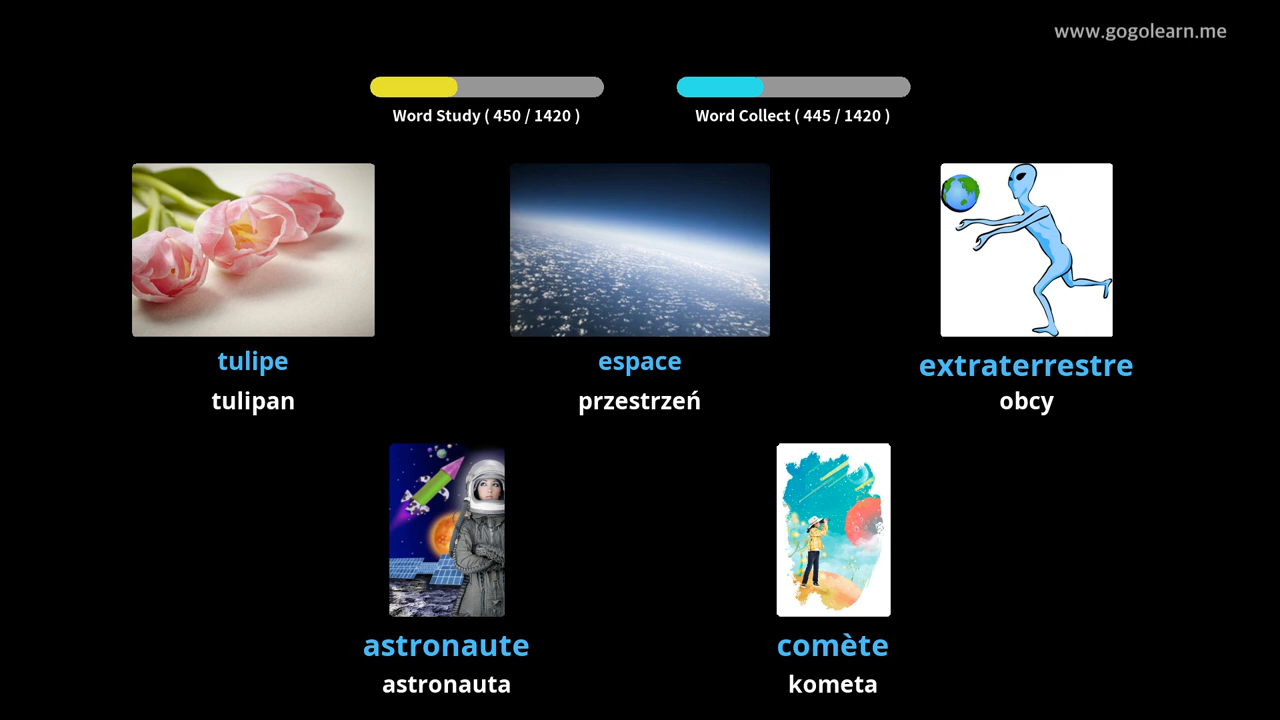 www.gogolearn.me
Word Study ( 450 / 1420 )
Word Collect ( 445 / 1420 )
tulipe
tulipan
espace
przestrzeń
extraterrestre
obcy
astronaute
astronauta
comète
kometa